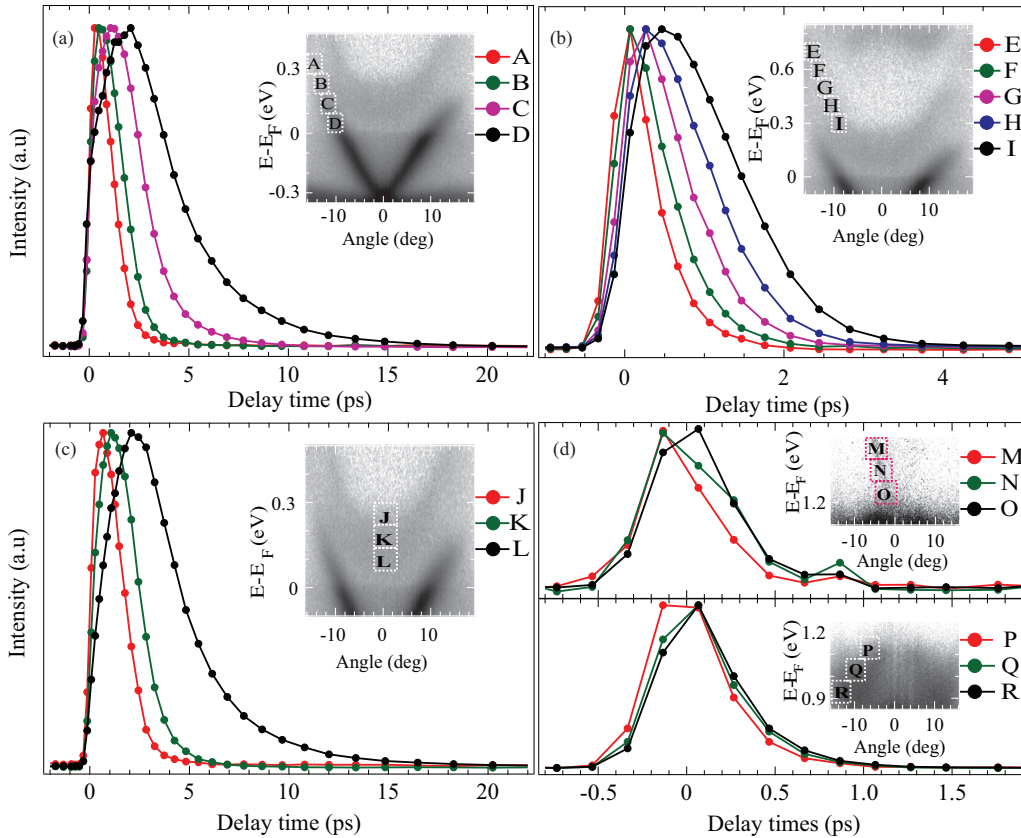 (a)
Intensity (a.u)
0 5 10 15 20
Delay time (ps)
E-E_F (eV)
0.3
0
-0.3
-10 0 10
Angle (deg)
A
B
C
D
A
B
C
D
(b)
0 2 4
Delay time (ps)
E-E_F (eV)
0.6
0.3
0
-10 0 10
Angle (deg)
E
F
G
H
I
E
F
G
H
I
(c)
Intensity (a.u)
0 5 10 15 20
Delay time (ps)
E-E_F (eV)
0.3
0
-10 0 10
Angle (deg)
J
K
L
J
K
L
(d)
E-E_F (eV)
1.2
-10 0 10
Angle (deg)
M
N
O
M
N
O
E-E_F (eV)
1.2
0.9
-10 0 10
Angle (deg)
P
Q
R
P
Q
R
-0.5 0 0.5 1.0 1.5
Delay times (ps)